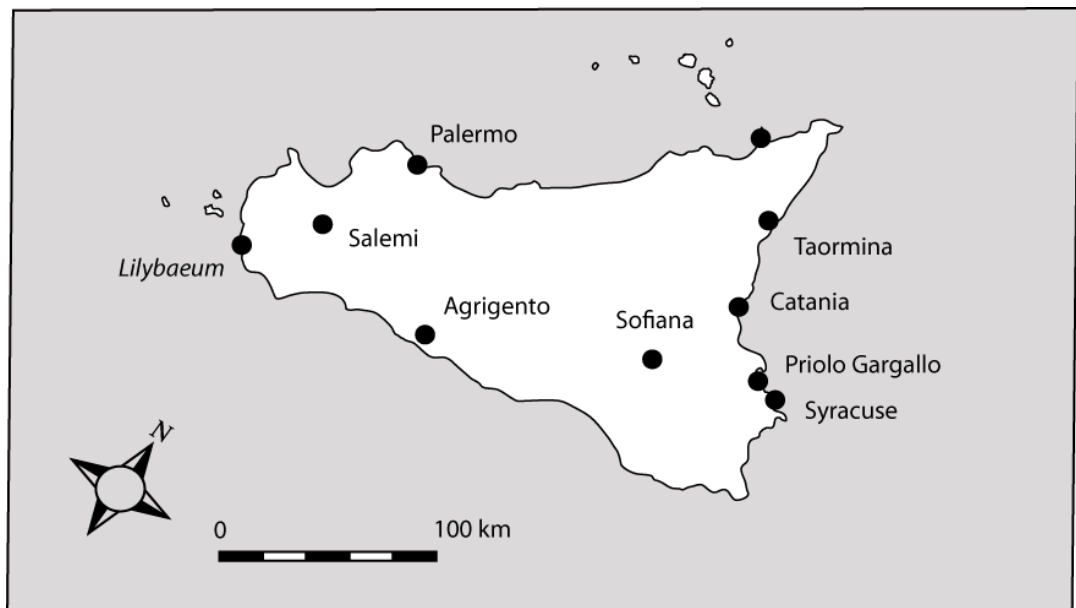 Palermo
Salemi
Taormina
Lilybaeum
Catania
Agrigento
Sofiana
Priolo Gargallo
Syracuse
N
0 100 km